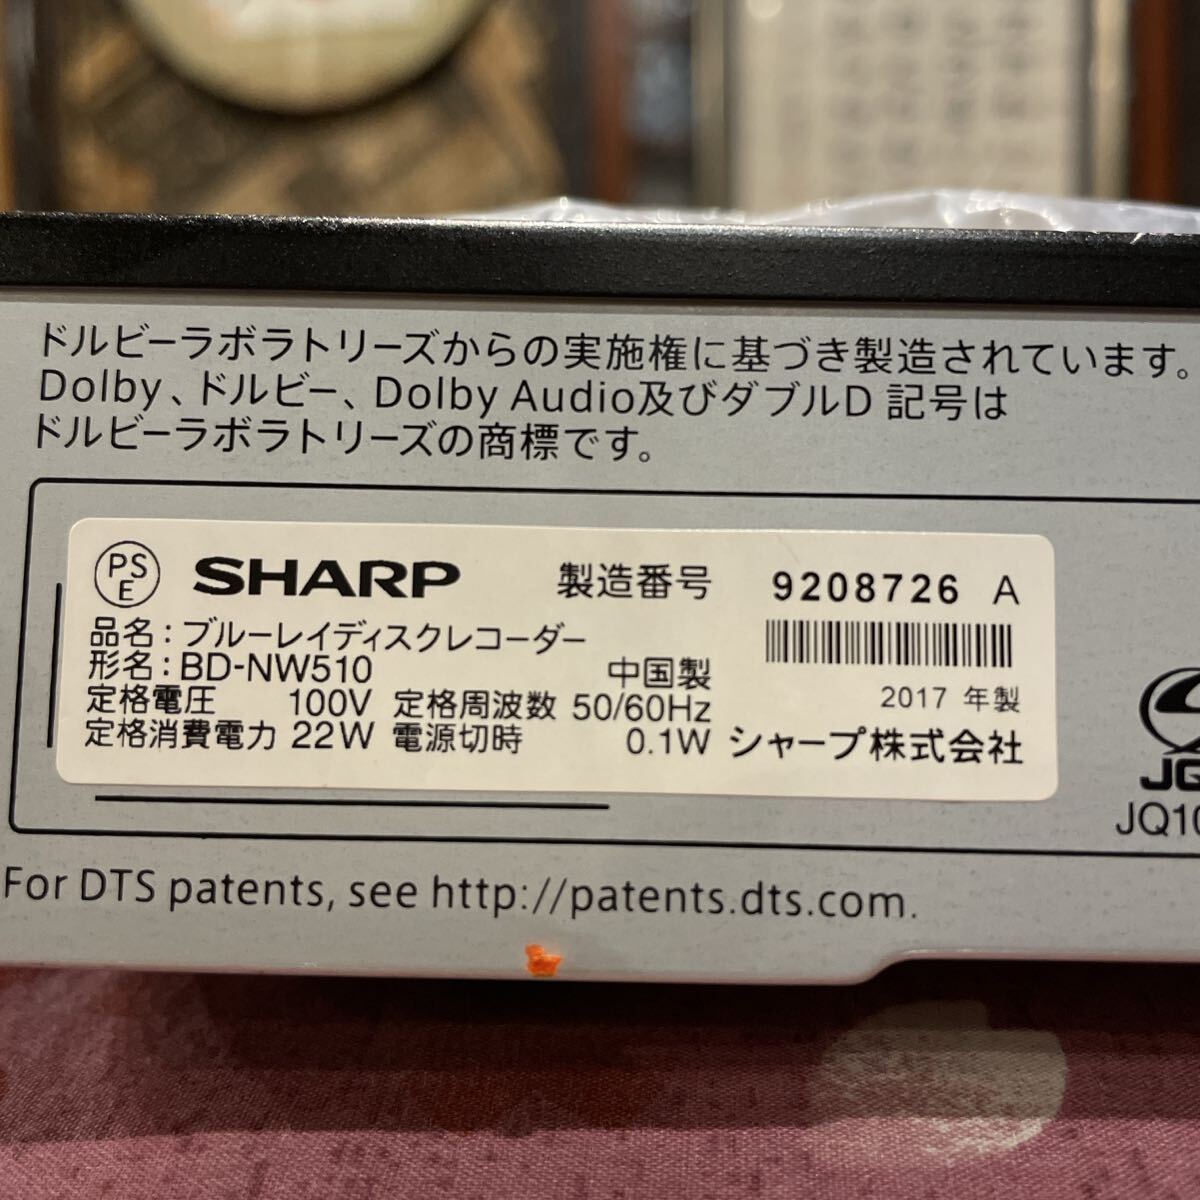 ドルビーラボラトリーズからの実施権に基づき製造されています。
Dolby、ドルビー、Dolby Audio及びダブルD 記号は
ドルビーラボラトリーズの商標です。
PS
E
SHARP 製造番号 9208726 A
品名：ブルーレイディスクレコーダー
形名：BD-NW510 中国製
2017 年製
定格電圧 100V 定格周波数 50/60Hz
定格消費電力 22W 電源切時 0.1W シャープ株式会社
For DTS patents, see http://patents.dts.com.